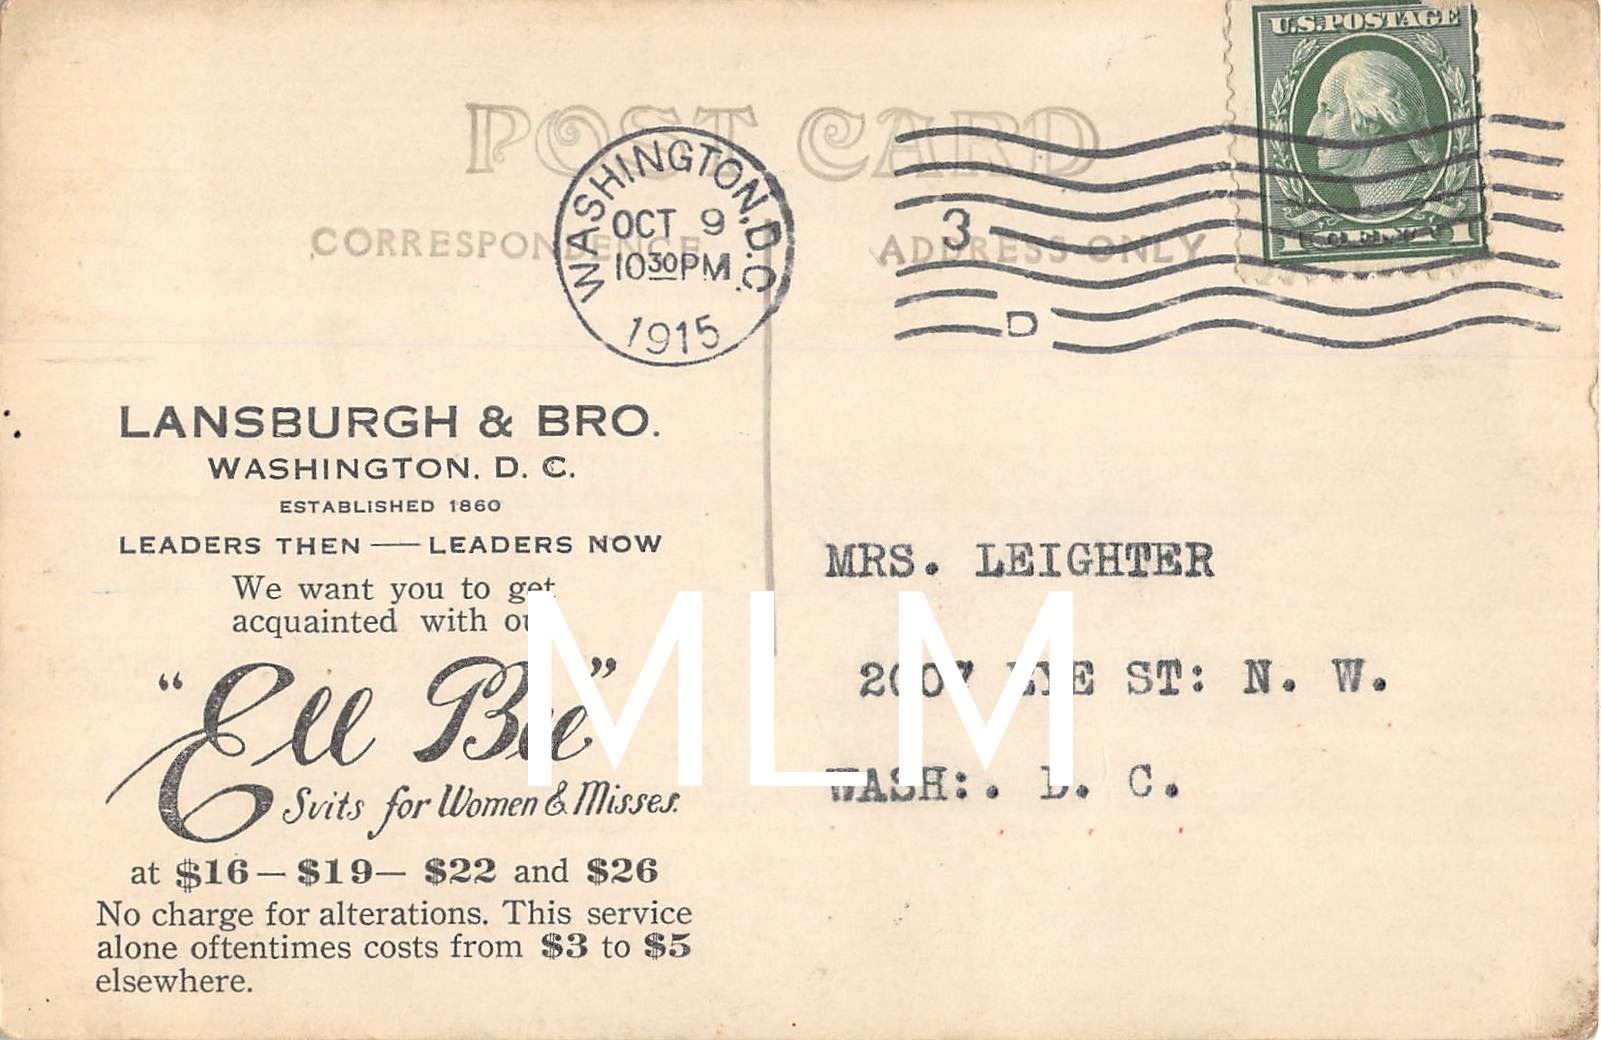 U.S. POSTAGE
POST CARD
WASHINGTON, D.C.
OCT 9
10 30 PM
1915
3
D
CORRESPONDENCE
ADDRESS ONLY
LANSBURGH & BRO.
WASHINGTON, D. C.
ESTABLISHED 1860
LEADERS THEN — LEADERS NOW
We want you to get
acquainted with our
"Ell Bee"
Suits for Women & Misses.
at $16 — $19 — $22 and $26
No charge for alterations. This service
alone oftentimes costs from $3 to $5
elsewhere.
MRS. LEIGHTER
2007 EYE ST: N. W.
WASH:. D. C.
MLM